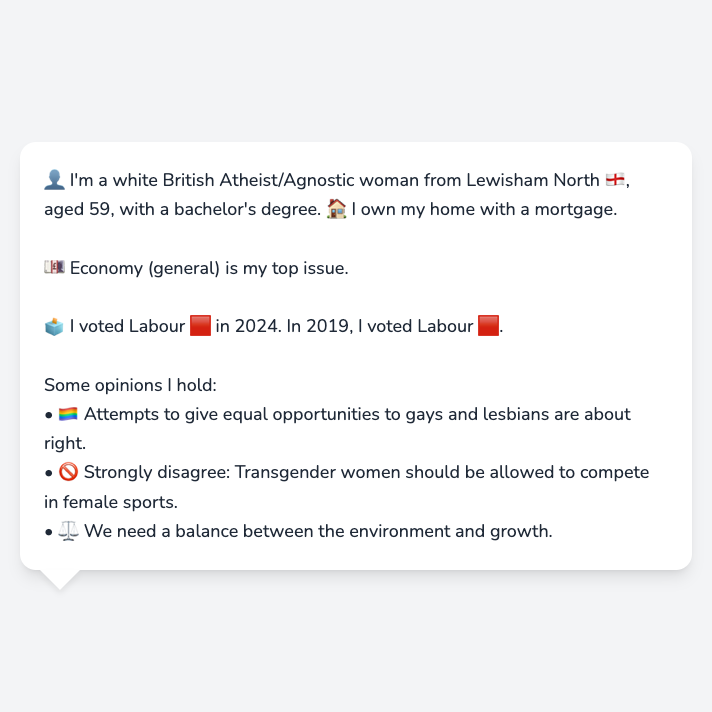 👤 I'm a white British Atheist/Agnostic woman from Lewisham North 🏴󠁧󠁢󠁥󠁮󠁧󠁿,
aged 59, with a bachelor's degree. 🏠 I own my home with a mortgage.
💷 Economy (general) is my top issue.
🗳️ I voted Labour 🟥 in 2024. In 2019, I voted Labour 🟥.
Some opinions I hold:
• 🏳️‍🌈 Attempts to give equal opportunities to gays and lesbians are about
right.
• 🚫 Strongly disagree: Transgender women should be allowed to compete
in female sports.
• ⚖️ We need a balance between the environment and growth.